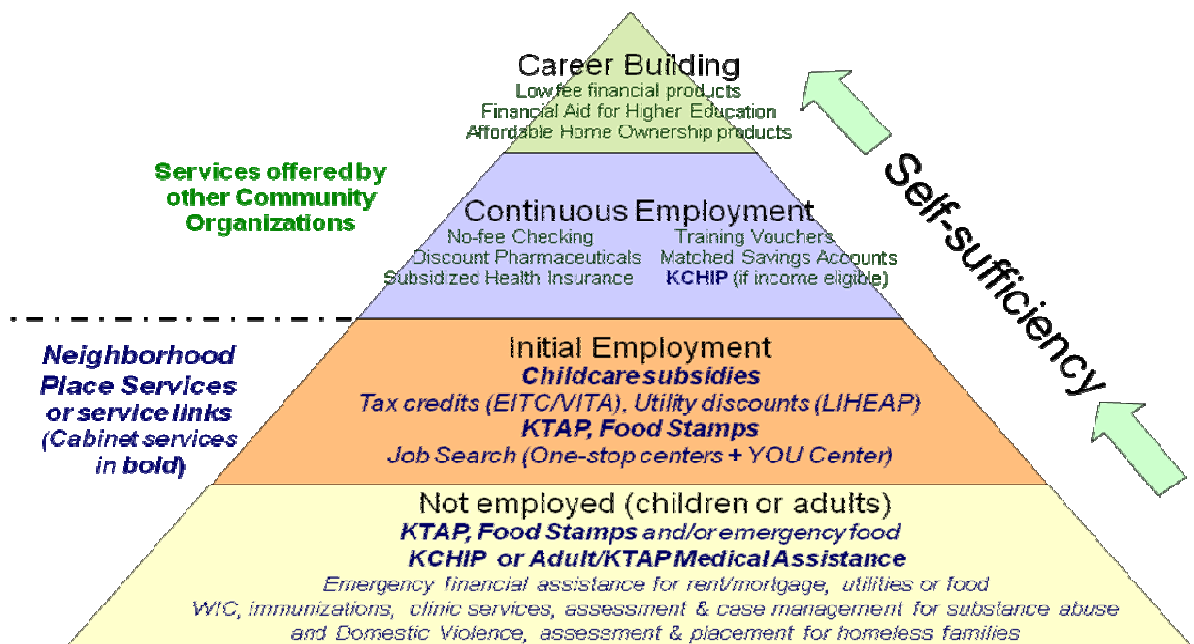 Career Building
Low fee financial products
Financial Aid for Higher Education
Affordable Home Ownership products
Services offered by
other Community
Organizations
Self-sufficiency
Continuous Employment
No-fee Checking Training Vouchers
Discount Pharmaceuticals Matched Savings Accounts
Subsidized Health Insurance KCHIP (if income eligible)
Neighborhood
Place Services
or service links
(Cabinet services
in bold)
Initial Employment
Childcare subsidies
Tax credits (EITC/VITA), Utility discounts (LIHEAP)
KTAP, Food Stamps
Job Search (One-stop centers + YOU Center)
Not employed (children or adults)
KTAP, Food Stamps and/or emergency food
KCHIP or Adult/KTAP Medical Assistance
Emergency financial assistance for rent/mortgage, utilities or food
WIC, immunizations, clinic services, assessment & case management for substance abuse
and Domestic Violence, assessment & placement for homeless families